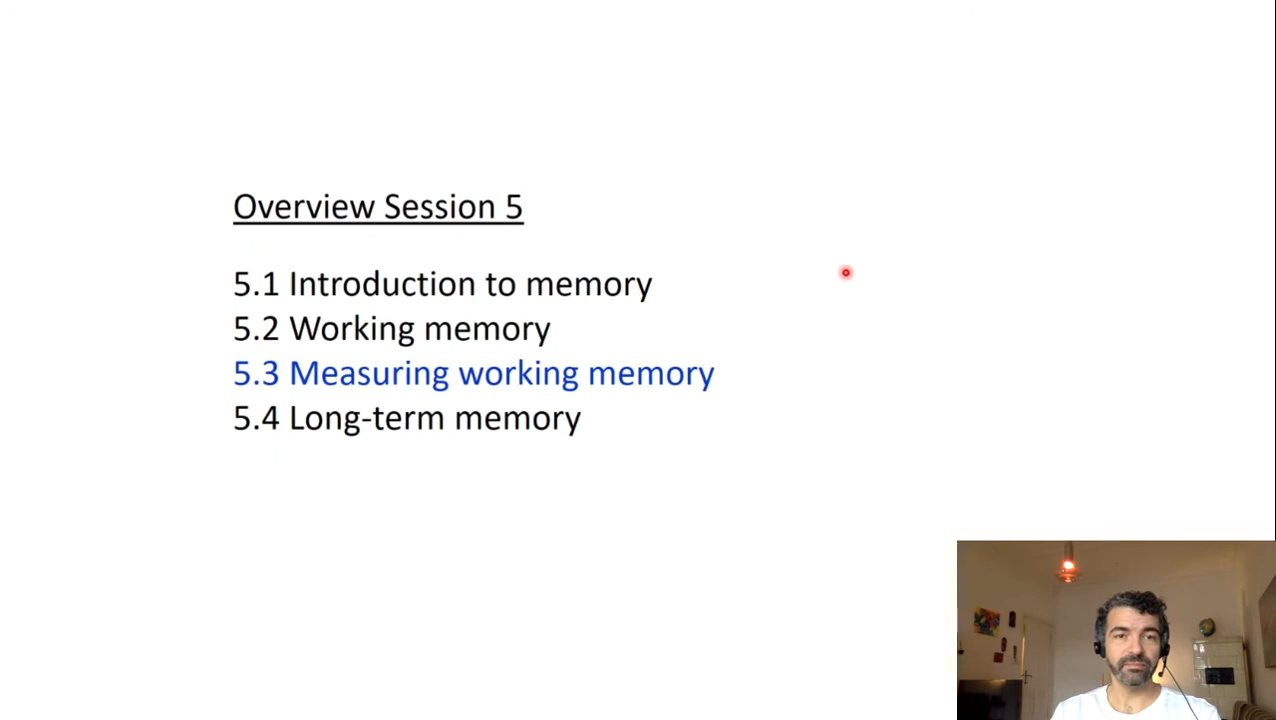 Overview Session 5
5.1 Introduction to memory
5.2 Working memory
5.3 Measuring working memory
5.4 Long-term memory